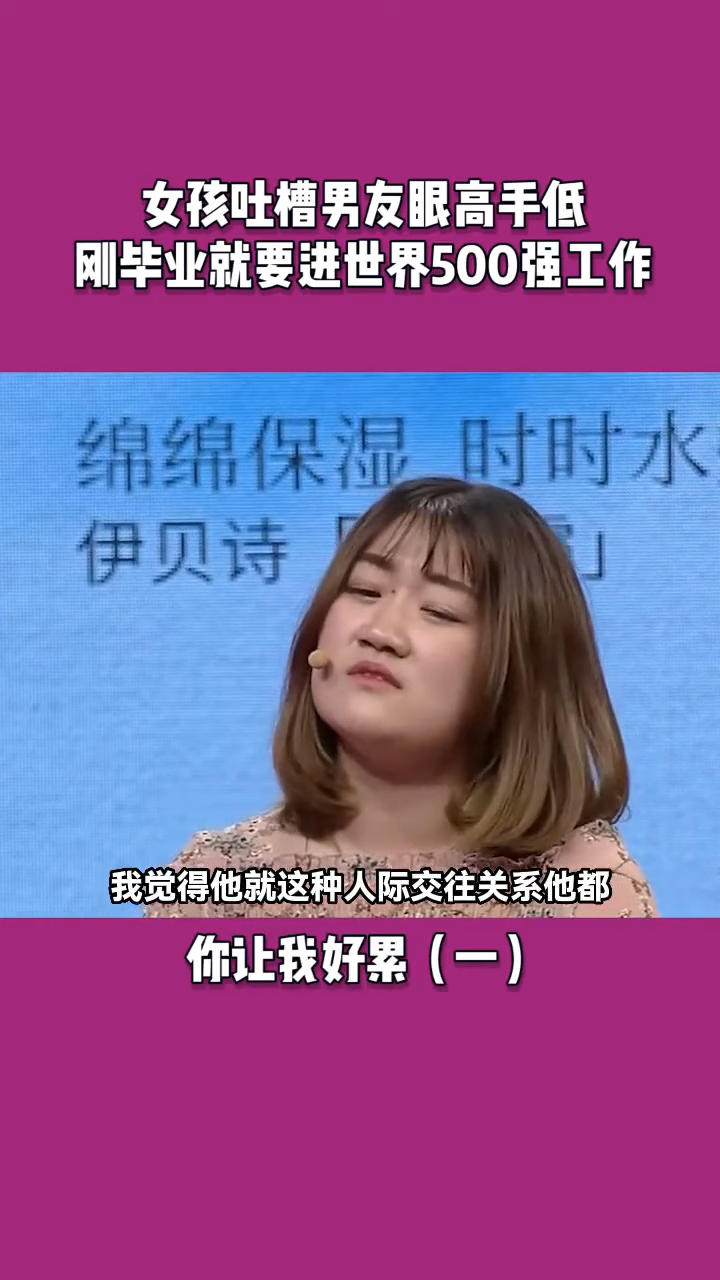 女孩吐槽男友眼高手低
刚毕业就要进世界500强工作
绵绵保湿 时时水
伊贝诗「
」
我觉得他就这种人际交往关系他都
你让我好累（一）